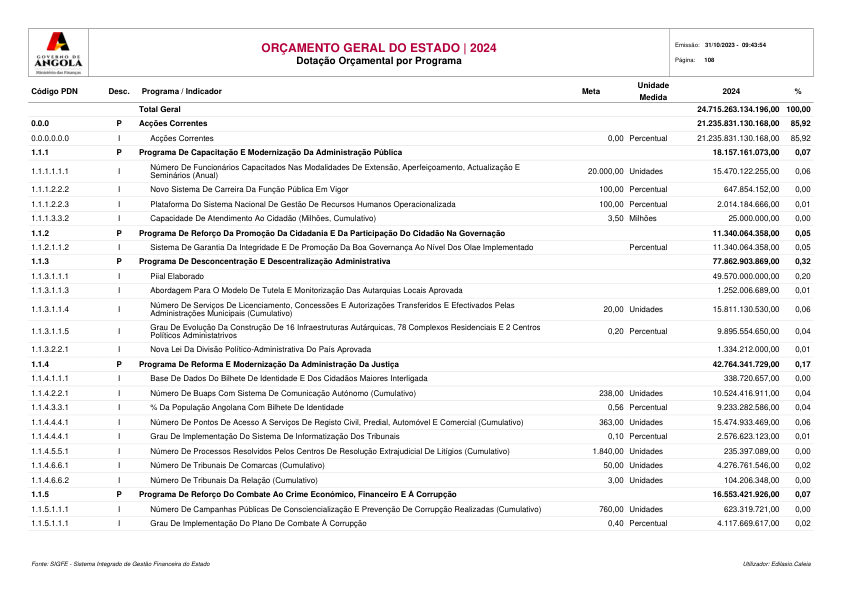 GOVERNO DE
ANGOLA
Ministério das Finanças
ORÇAMENTO GERAL DO ESTADO | 2024
Dotação Orçamental por Programa
Emissão: 31/10/2023 - 09:43:54
Página: 108
Código PDN Desc. Programa / Indicador Meta Unidade Medida 2024 %
Total Geral 24.715.263.134.196,00 100,00
0.0.0 P Acções Correntes 21.235.831.130.168,00 85,92
0.0.0.0.0.0 I Acções Correntes 0,00 Percentual 21.235.831.130.168,00 85,92
1.1.1 P Programa De Capacitação E Modernização Da Administração Pública 18.157.161.073,00 0,07
1.1.1.1.1.1 I Número De Funcionários Capacitados Nas Modalidades De Extensão, Aperfeiçoamento, Actualização E
Seminários (Anual) 20.000,00 Unidades 15.470.122.255,00 0,06
1.1.1.2.2.2 I Novo Sistema De Carreira Da Função Pública Em Vigor 100,00 Percentual 647.854.152,00 0,00
1.1.1.2.2.3 I Plataforma Do Sistema Nacional De Gestão De Recursos Humanos Operacionalizada 100,00 Percentual 2.014.184.666,00 0,01
1.1.1.3.3.2 I Capacidade De Atendimento Ao Cidadão (Milhões, Cumulativo) 3,50 Milhões 25.000.000,00 0,00
1.1.2 P Programa De Reforço Da Promoção Da Cidadania E Da Participação Do Cidadão Na Governação 11.340.064.358,00 0,05
1.1.2.1.1.2 I Sistema De Garantia Da Integridade E De Promoção Da Boa Governança Ao Nível Dos Olae Implementado Percentual 11.340.064.358,00 0,05
1.1.3 P Programa De Desconcentração E Descentralização Administrativa 77.862.903.869,00 0,32
1.1.3.1.1.1 I Piial Elaborado 49.570.000.000,00 0,20
1.1.3.1.1.3 I Abordagem Para O Modelo De Tutela E Monitorização Das Autarquias Locais Aprovada 1.252.006.689,00 0,01
1.1.3.1.1.4 I Número De Serviços De Licenciamento, Concessões E Autorizações Transferidos E Efectivados Pelas
Administrações Municipais (Cumulativo) 20,00 Unidades 15.811.130.530,00 0,06
1.1.3.1.1.5 I Grau De Evolução Da Construção De 16 Infraestruturas Autárquicas, 78 Complexos Residenciais E 2 Centros
Políticos Administativos 0,20 Percentual 9.895.554.650,00 0,04
1.1.3.2.2.1 I Nova Lei Da Divisão Político-Administrativa Do País Aprovada 1.334.212.000,00 0,01
1.1.4 P Programa De Reforma E Modernização Da Administração Da Justiça 42.764.341.729,00 0,17
1.1.4.1.1.1 I Base De Dados Do Bilhete De Identidade E Dos Cidadãos Maiores Interligada 338.720.657,00 0,00
1.1.4.2.2.1 I Número De Buaps Com Sistema De Comunicação Autónomo (Cumulativo) 238,00 Unidades 10.524.416.911,00 0,04
1.1.4.3.3.1 I % Da População Angolana Com Bilhete De Identidade 0,56 Percentual 9.233.282.586,00 0,04
1.1.4.4.4.1 I Número De Pontos De Acesso A Serviços De Registo Civil, Predial, Automóvel E Comercial (Cumulativo) 363,00 Unidades 15.474.933.469,00 0,06
1.1.4.4.4.1 I Grau De Implementação Do Sistema De Informatização Dos Tribunais 0,10 Percentual 2.576.623.123,00 0,01
1.1.4.5.5.1 I Número De Processos Resolvidos Pelos Centros De Resolução Extrajudicial De Litígios (Cumulativo) 1.840,00 Unidades 235.397.089,00 0,00
1.1.4.6.6.1 I Número De Tribunais De Comarcas (Cumulativo) 50,00 Unidades 4.276.761.546,00 0,02
1.1.4.6.6.2 I Número De Tribunais Da Relação (Cumulativo) 3,00 Unidades 104.206.348,00 0,00
1.1.5 P Programa De Reforço Do Combate Ao Crime Económico, Financeiro E À Corrupção 16.553.421.926,00 0,07
1.1.5.1.1.1 I Número De Campanhas Públicas De Consciencialização E Prevenção De Corrupção Realizadas (Cumulativo) 760,00 Unidades 623.319.721,00 0,00
1.1.5.1.1.1 I Grau De Implementação Do Plano De Combate À Corrupção 0,40 Percentual 4.117.669.617,00 0,02
Fonte: SIGFE - Sistema Integrado de Gestão Financeira do Estado Utilizador: Edilasio.Caleia